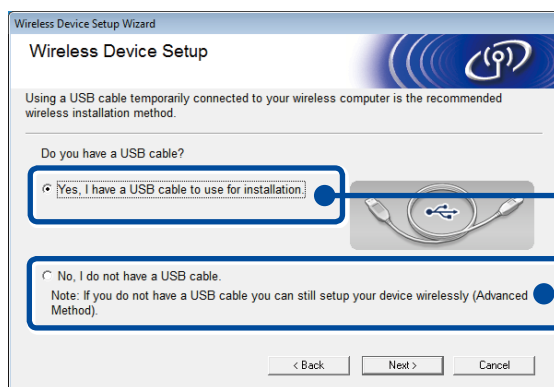 Wireless Device Setup Wizard
Wireless Device Setup
Using a USB cable temporarily connected to your wireless computer is the recommended
wireless installation method.
Do you have a USB cable?
Yes, I have a USB cable to use for installation.
No, I do not have a USB cable.
Note: If you do not have a USB cable you can still setup your device wirelessly (Advanced
Method).
< Back
Next >
Cancel